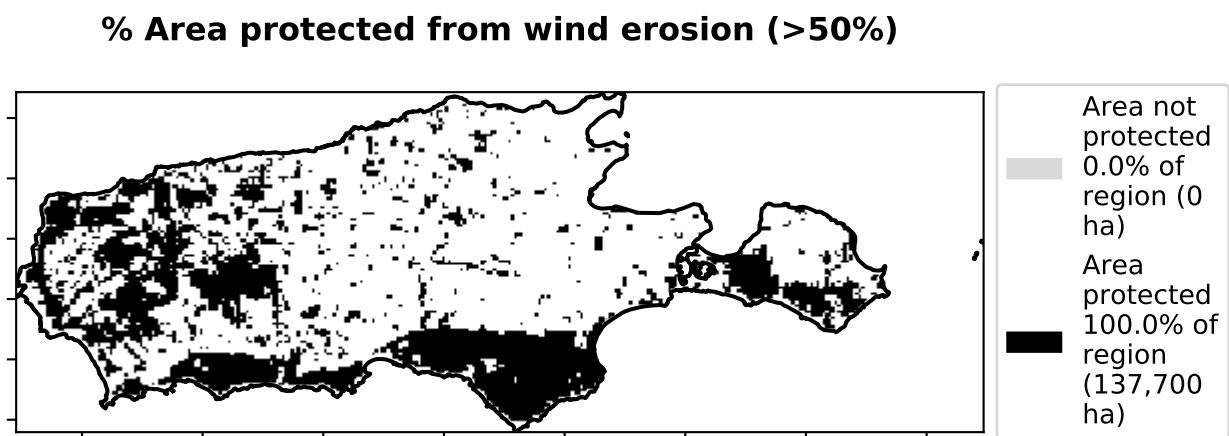 % Area protected from wind erosion (>50%)
Area not
protected
0.0% of
region (0
ha)
Area
protected
100.0% of
region
(137,700
ha)